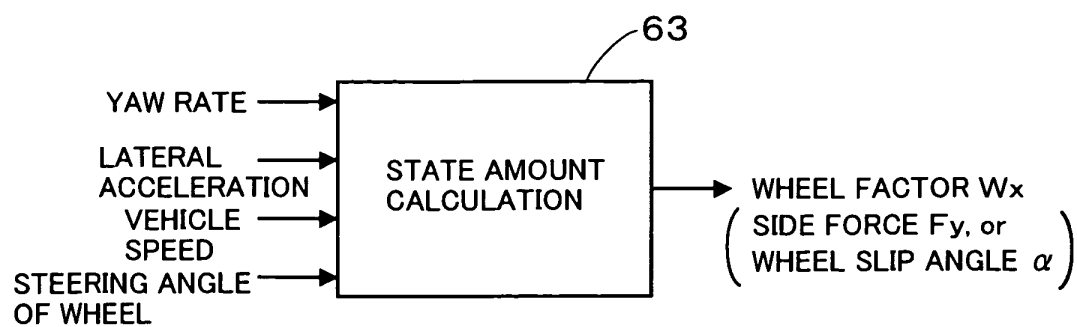 63
YAW RATE
LATERAL
ACCELERATION
VEHICLE
SPEED
STEERING ANGLE
OF WHEEL
STATE AMOUNT
CALCULATION
WHEEL FACTOR Wx
(SIDE FORCE Fy, or
WHEEL SLIP ANGLE α)